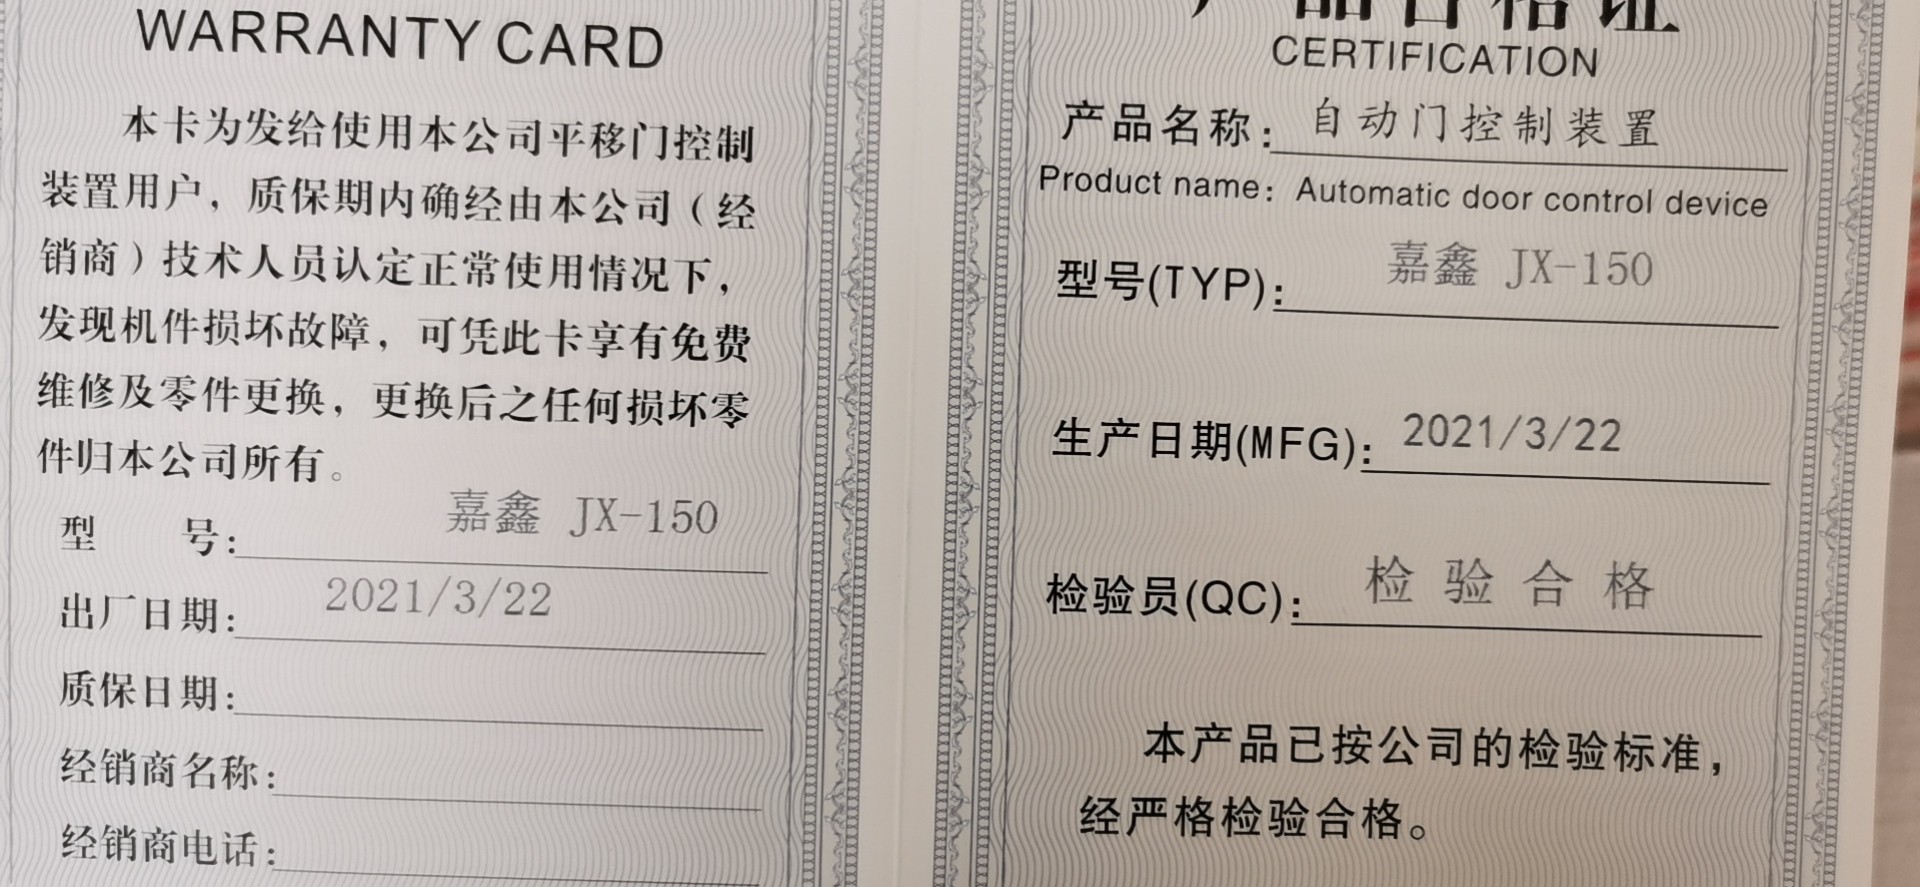 WARRANTY CARD
本卡为发给使用本公司平移门控制
装置用户，质保期内确经由本公司（经
销商）技术人员认定正常使用情况下，
发现机件损坏故障，可凭此卡享有免费
维修及零件更换，更换后之任何损坏零
件归本公司所有。
型 号：嘉鑫 JX-150
出厂日期：2021/3/22
质保日期：
经销商名称：
经销商电话：
产品合格证
CERTIFICATION
产品名称：自动门控制装置
Product name：Automatic door control device
型号(TYP)：嘉鑫 JX-150
生产日期(MFG)：2021/3/22
检验员(QC)：检验合格
本产品已按公司的检验标准，
经严格检验合格。